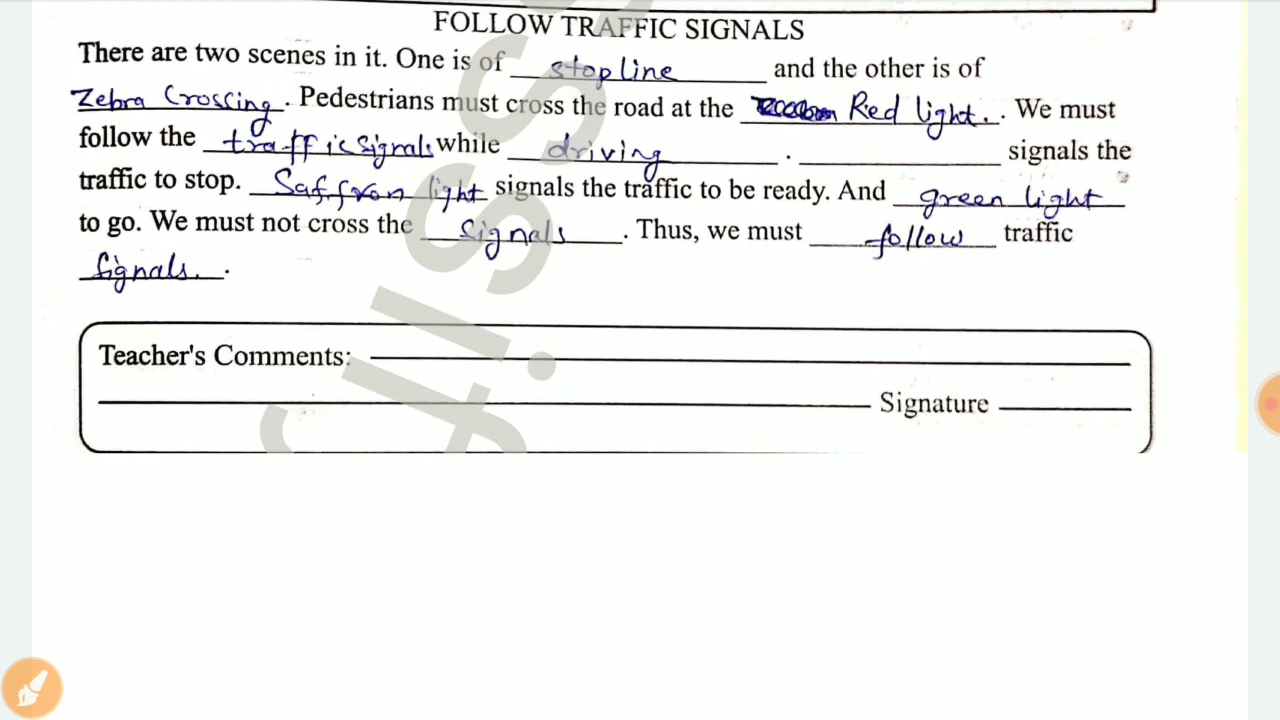 FOLLOW TRAFFIC SIGNALS
There are two scenes in it. One is of stop line and the other is of
Zebra Crossing. Pedestrians must cross the road at the Red light. . We must
follow the traffic signals while driving . ____ signals the
traffic to stop. Saffron light signals the traffic to be ready. And green light
to go. We must not cross the signals. Thus, we must follow traffic
signals. .
Teacher's Comments:
Signature